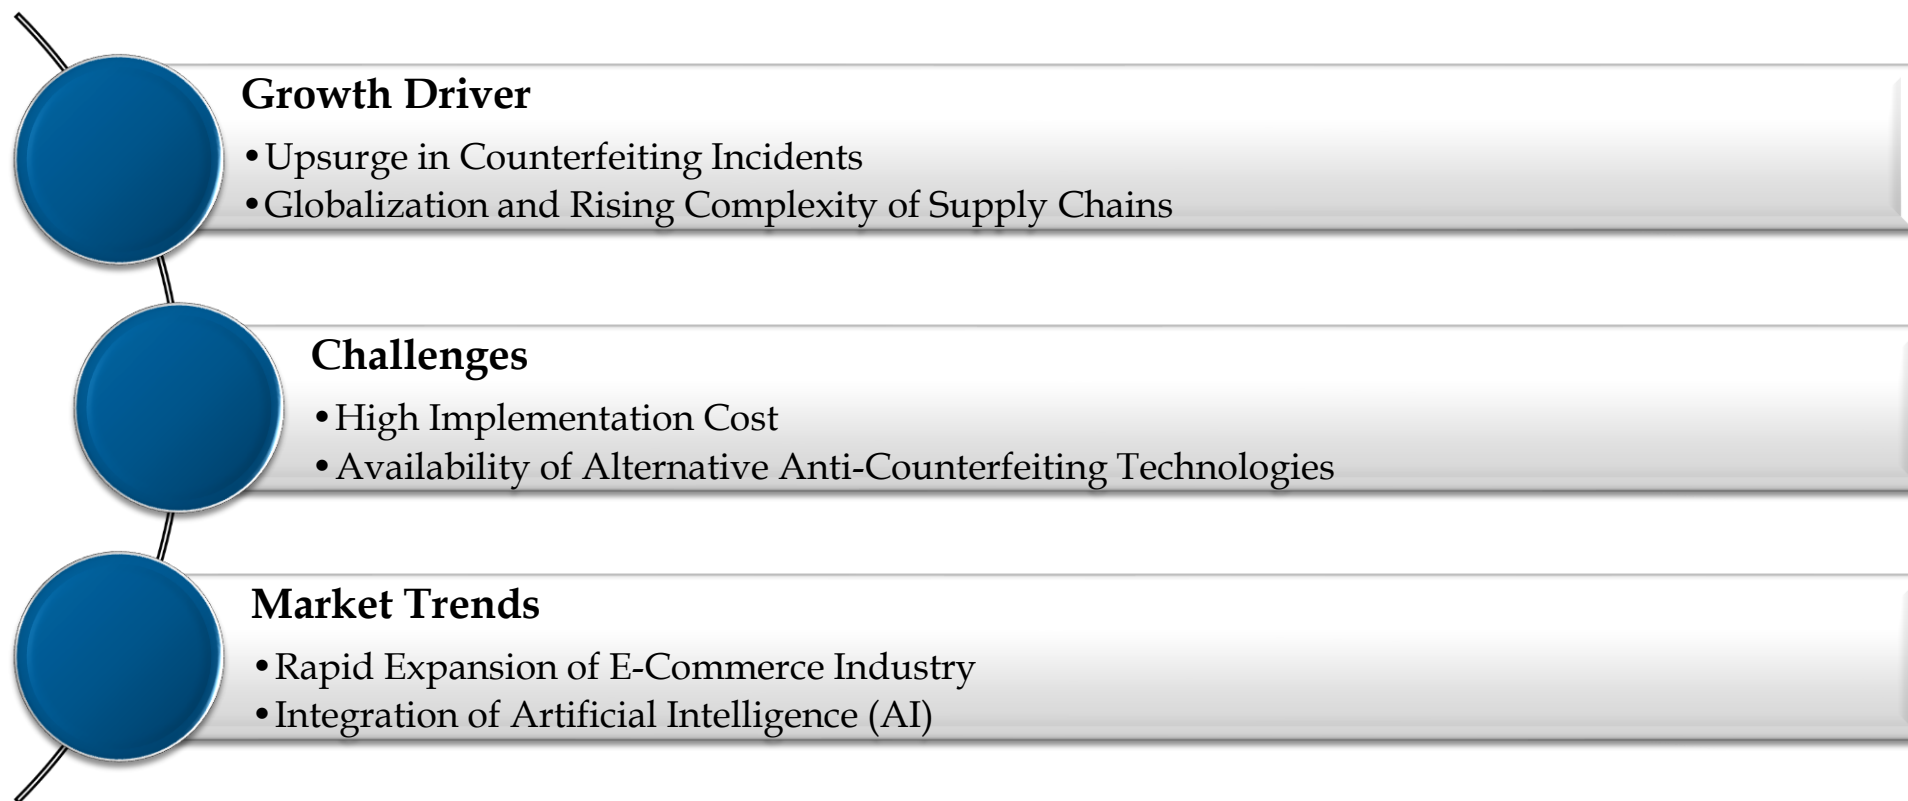 Growth Driver
•Upsurge in Counterfeiting Incidents
•Globalization and Rising Complexity of Supply Chains
Challenges
•High Implementation Cost
•Availability of Alternative Anti-Counterfeiting Technologies
Market Trends
•Rapid Expansion of E-Commerce Industry
•Integration of Artificial Intelligence (AI)